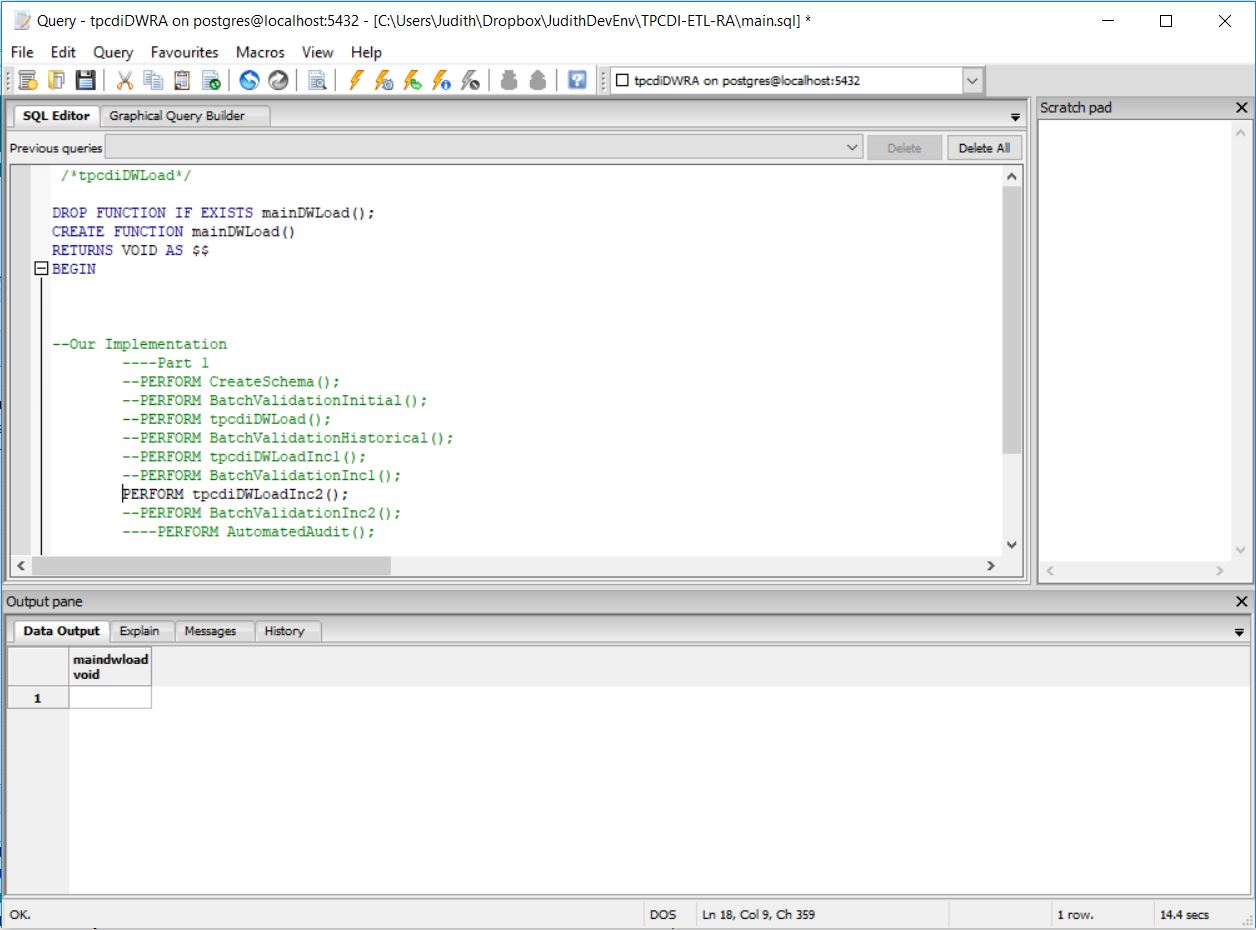 Query - tpcdiDWRA on postgres@localhost:5432 - [C:\Users\Judith\Dropbox\JudithDevEnv\TPCDI-ETL-RA\main.sql] *
File Edit Query Favourites Macros View Help
tpcdiDWRA on postgres@localhost:5432
SQL Editor Graphical Query Builder
Scratch pad
Previous queries Delete Delete All
/*tpcdiDWLoad*/
DROP FUNCTION IF EXISTS mainDWLoad();
CREATE FUNCTION mainDWLoad()
RETURNS VOID AS $$
BEGIN
--Our Implementation
----Part 1
--PERFORM CreateSchema();
--PERFORM BatchValidationInitial();
--PERFORM tpcdiDWLoad();
--PERFORM BatchValidationHistorical();
--PERFORM tpcdiDWLoadInc1();
--PERFORM BatchValidationInc1();
PERFORM tpcdiDWLoadInc2();
--PERFORM BatchValidationInc2();
----PERFORM AutomatedAudit();
Output pane
Data Output Explain Messages History
maindwload
void
1
OK. DOS Ln 18, Col 9, Ch 359 1 row. 14.4 secs